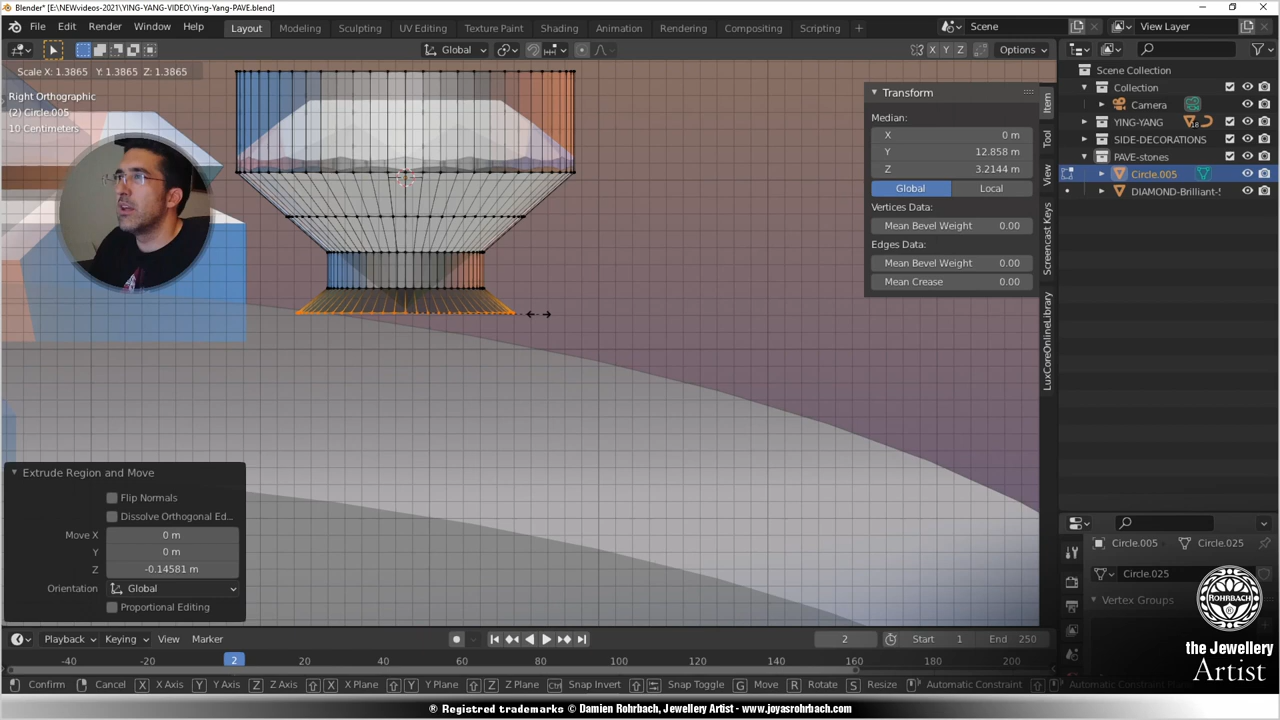 Blender* [E:\NEWvideos-2021\YING-YANG-VIDEO\Ying-Yang-PAVE.blend]
File Edit Render Window Help Layout Modeling Sculpting UV Editing Texture Paint Shading Animation Rendering Compositing Scripting + Scene View Layer
Global X Y Z Options
Scale X: 1.3865 Y: 1.3865 Z: 1.3865
Right Orthographic
(2) Circle.005
10 Centimeters
Transform
Median:
X 0 m
Y 12.858 m
Z 3.2144 m
Global Local
Vertices Data:
Mean Bevel Weight 0.00
Edges Data:
Mean Bevel Weight 0.00
Mean Crease 0.00
Item
Tool
View
Screencast Keys
LuxCoreOnlineLibrary
Scene Collection
Collection
Camera
YING-YANG 18
SIDE-DECORATIONS
PAVE-stones
Circle.005
DIAMOND-Brilliant-
Extrude Region and Move
Flip Normals
Dissolve Orthogonal Ed...
Move X 0 m
Y 0 m
Z -0.14581 m
Orientation Global
Proportional Editing
Circle.005 Circle.025
Circle.025
Vertex Groups
ROHRBACH
the Jewellery
Artist
Playback Keying View Marker 2 Start 1 End 250
-40 -20 2 20 40 60 80 100 120 140 160 180 200
Confirm Cancel X X Axis Y Y Axis Z Z Axis X X Plane Y Y Plane Z Z Plane Ctrl Snap Invert Snap Toggle G Move R Rotate S Resize Automatic Constraint Automatic Constraint
® Registered trademarks © Damien Rohrbach, Jewellery Artist - www.joyasrohrbach.com